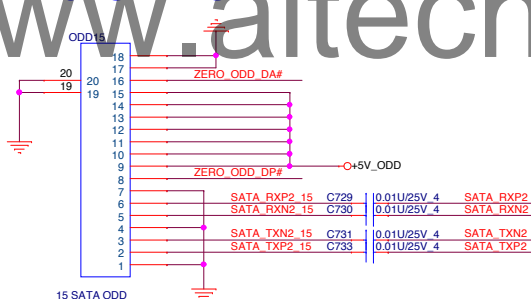 www.aitech
ODD15
18
17
20 20 16 ZERO_ODD_DA#
19 19 15
14
13
12
11
10
9 +5V_ODD
8 ZERO_ODD_DP#
7
6 SATA_RXP2_15 C729 0.01U/25V_4 SATA_RXP2
5 SATA_RXN2_15 C730 0.01U/25V_4 SATA_RXN2
4
3 SATA_TXN2_15 C731 0.01U/25V_4 SATA_TXN2
2 SATA_TXP2_15 C733 0.01U/25V_4 SATA_TXP2
1
15 SATA ODD